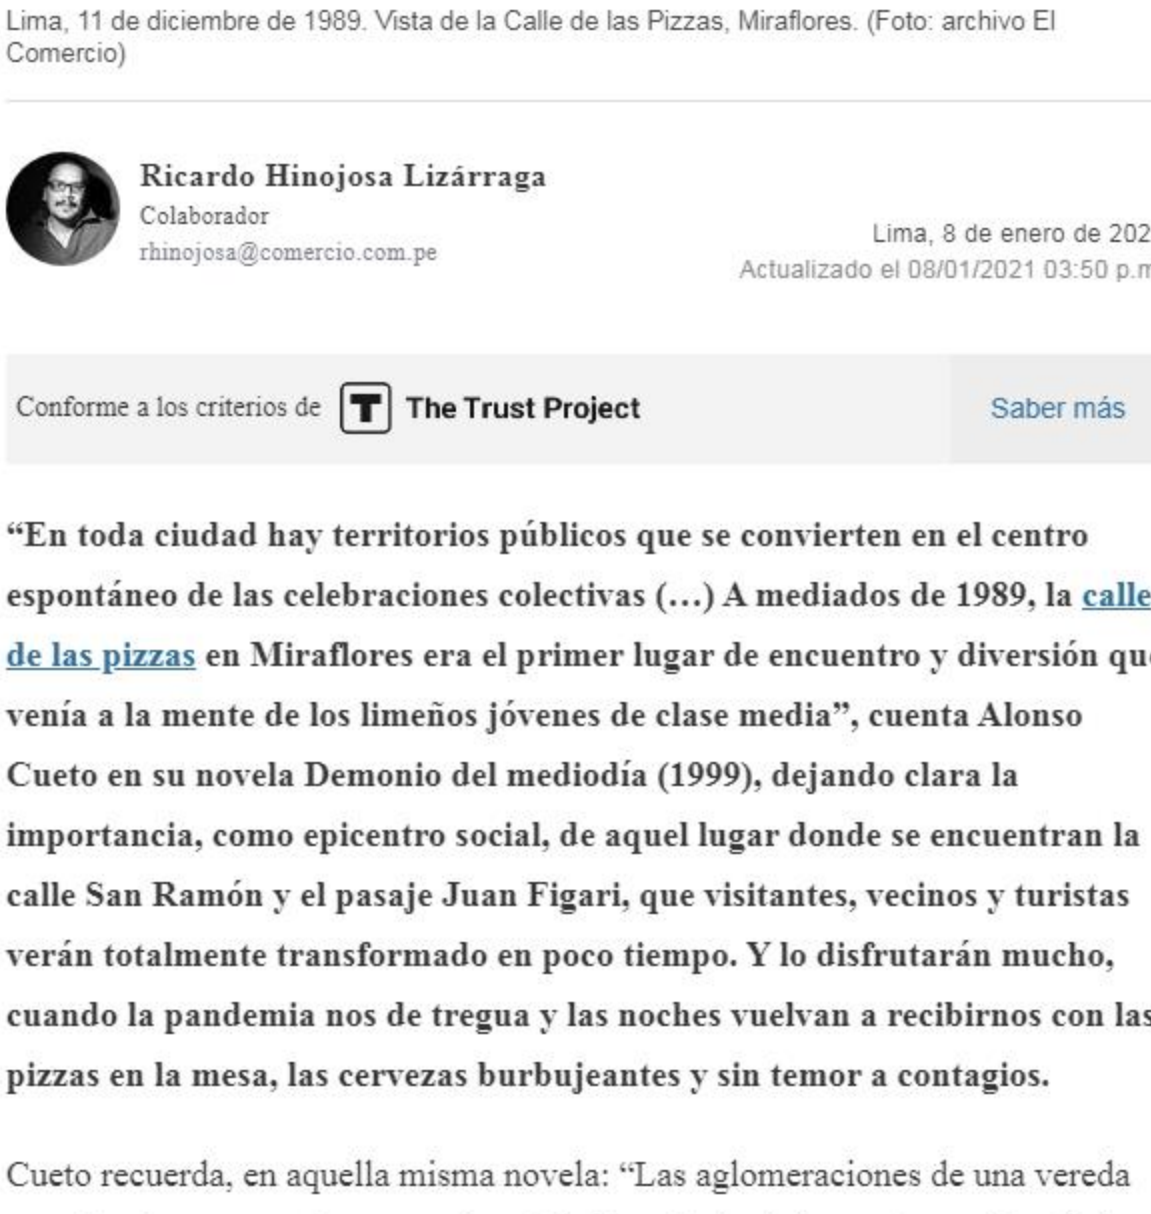 Lima, 11 de diciembre de 1989. Vista de la Calle de las Pizzas, Miraflores. (Foto: archivo El
Comercio)
Ricardo Hinojosa Lizárraga
Colaborador
rhinojosa@comercio.com.pe
Lima, 8 de enero de 202
Actualizado el 08/01/2021 03:50 p.m
Conforme a los criterios de T The Trust Project
Saber más
“En toda ciudad hay territorios públicos que se convierten en el centro
espontáneo de las celebraciones colectivas (…) A mediados de 1989, la calle
de las pizzas en Miraflores era el primer lugar de encuentro y diversión que
venía a la mente de los limeños jóvenes de clase media”, cuenta Alonso
Cueto en su novela Demonio del mediodía (1999), dejando clara la
importancia, como epicentro social, de aquel lugar donde se encuentran la
calle San Ramón y el pasaje Juan Figari, que visitantes, vecinos y turistas
verán totalmente transformado en poco tiempo. Y lo disfrutarán mucho,
cuando la pandemia nos de tregua y las noches vuelvan a recibirnos con las
pizzas en la mesa, las cervezas burbujeantes y sin temor a contagios.
Cueto recuerda, en aquella misma novela: “Las aglomeraciones de una vereda